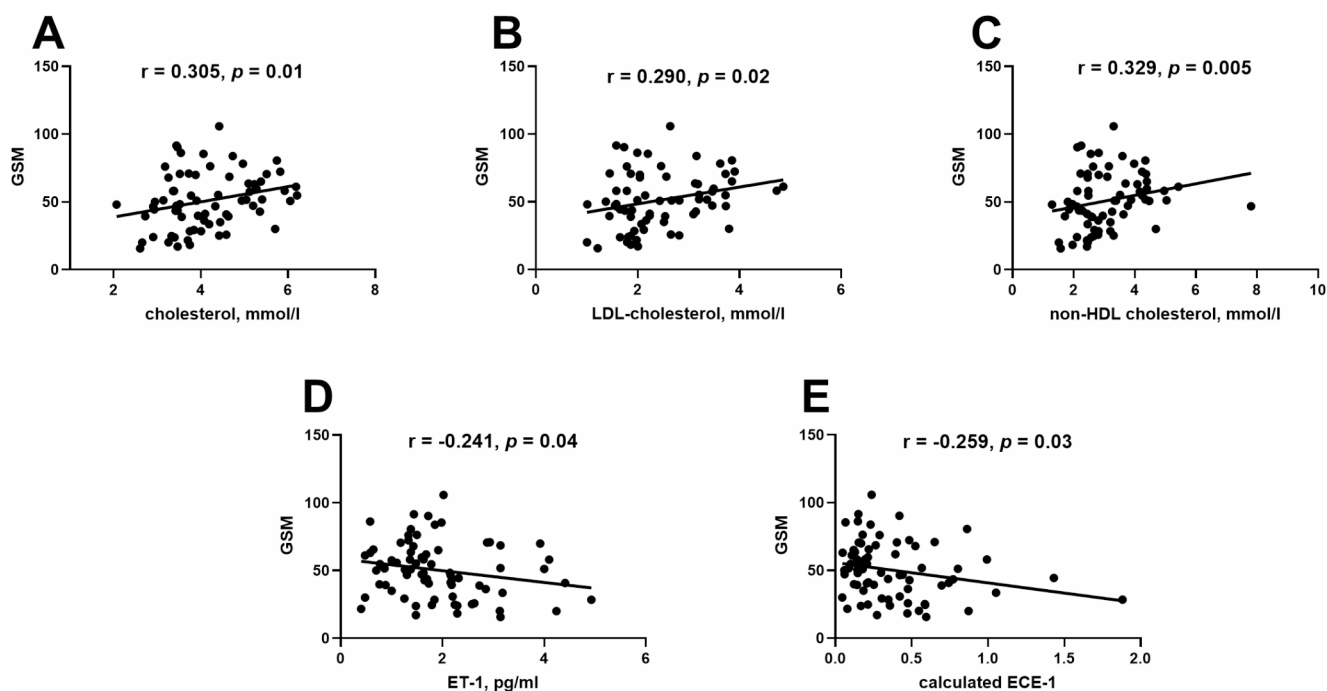 A
r = 0.305, p = 0.01
150
100
50
0
GSM
2
4
6
8
cholesterol, mmol/l
B
r = 0.290, p = 0.02
150
100
50
0
GSM
0
2
4
6
LDL-cholesterol, mmol/l
C
r = 0.329, p = 0.005
150
100
50
0
GSM
0
2
4
6
8
10
non-HDL cholesterol, mmol/l
D
r = -0.241, p = 0.04
150
100
50
0
GSM
0
2
4
6
ET-1, pg/ml
E
r = -0.259, p = 0.03
150
100
50
0
GSM
0.0
0.5
1.0
1.5
2.0
calculated ECE-1